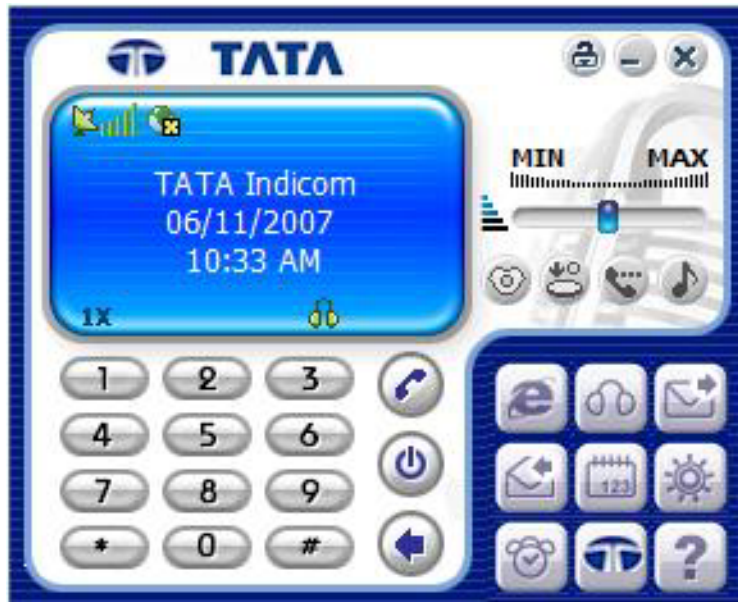 TATA
MIN MAX
TATA Indicom
06/11/2007
10:33 AM
1X
1 2 3
4 5 6
7 8 9
* 0 #
123
?